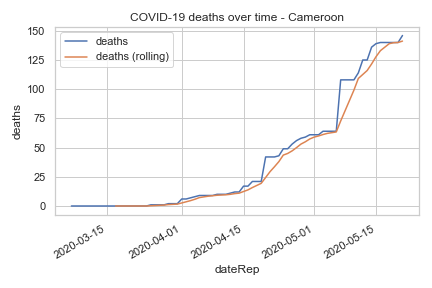 COVID-19 deaths over time - Cameroon
deaths
deaths (rolling)
150
125
100
75
50
25
0
deaths
2020-03-15
2020-04-01
2020-04-15
2020-05-01
2020-05-15
dateRep